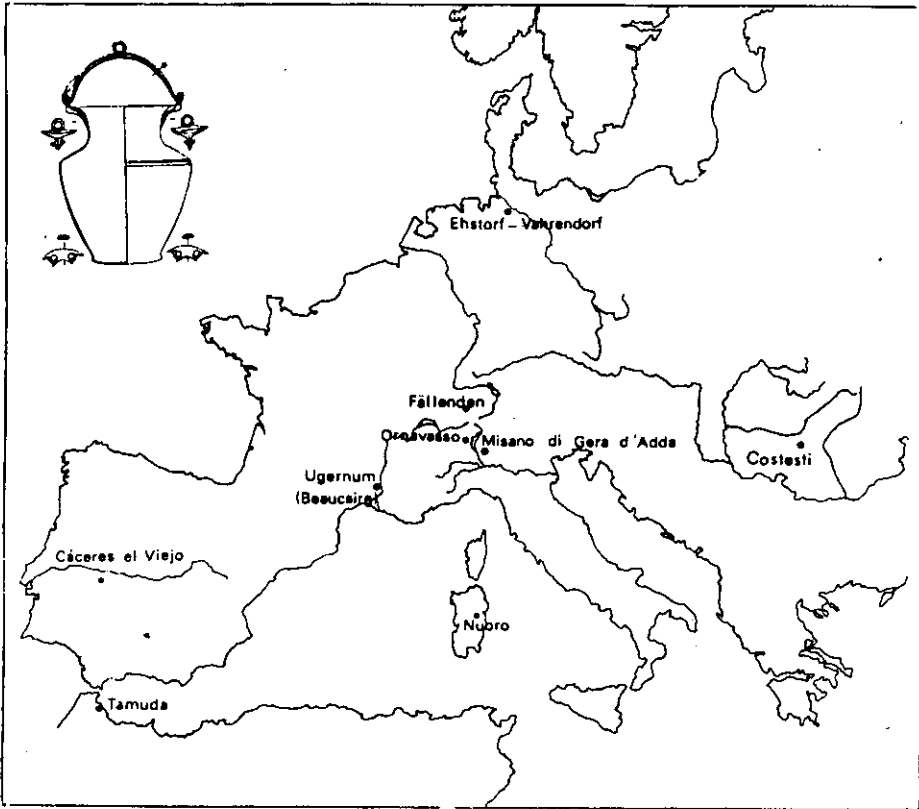 Ehstorf – Vahrendorf
Fällanden
Ornavasso
Misano di Gera d'Adda
Costesti
Ugernum
(Beaucaire)
Cáceres el Viejo
Nuoro
Tamuda